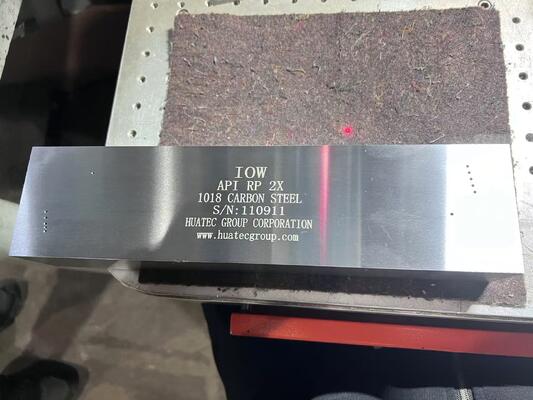 IOW
API RP 2X
1018 CARBON STEEL
S/N:110911
HUATEC GROUP CORPORATION
www.huatecgroup.com